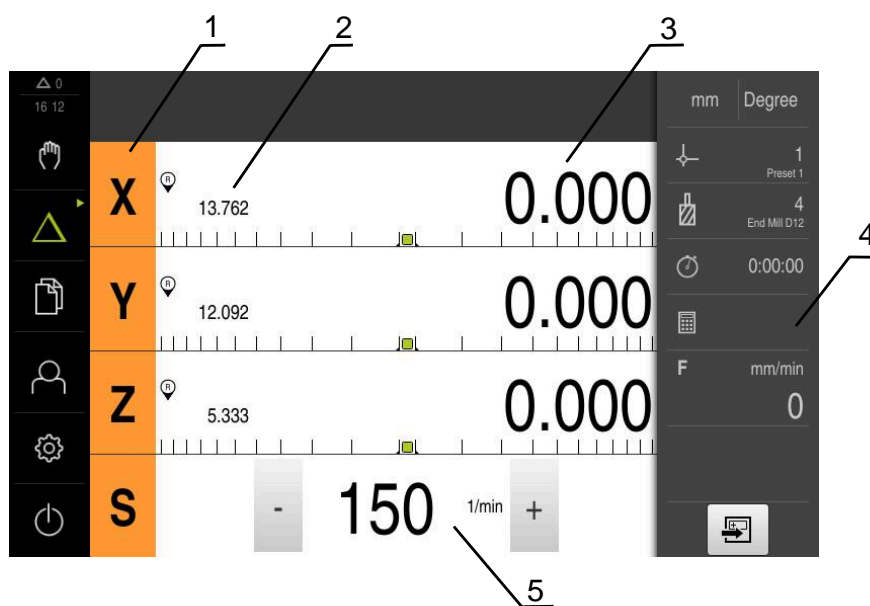 1 2 3
0
16 12
mm Degree
X R 13.762 0.000
1
Preset 1
4
End Mill D12
4
Y R 12.092 0.000
0:00:00
Z R 5.333 0.000
F mm/min
0
S - 150 1/min +
5